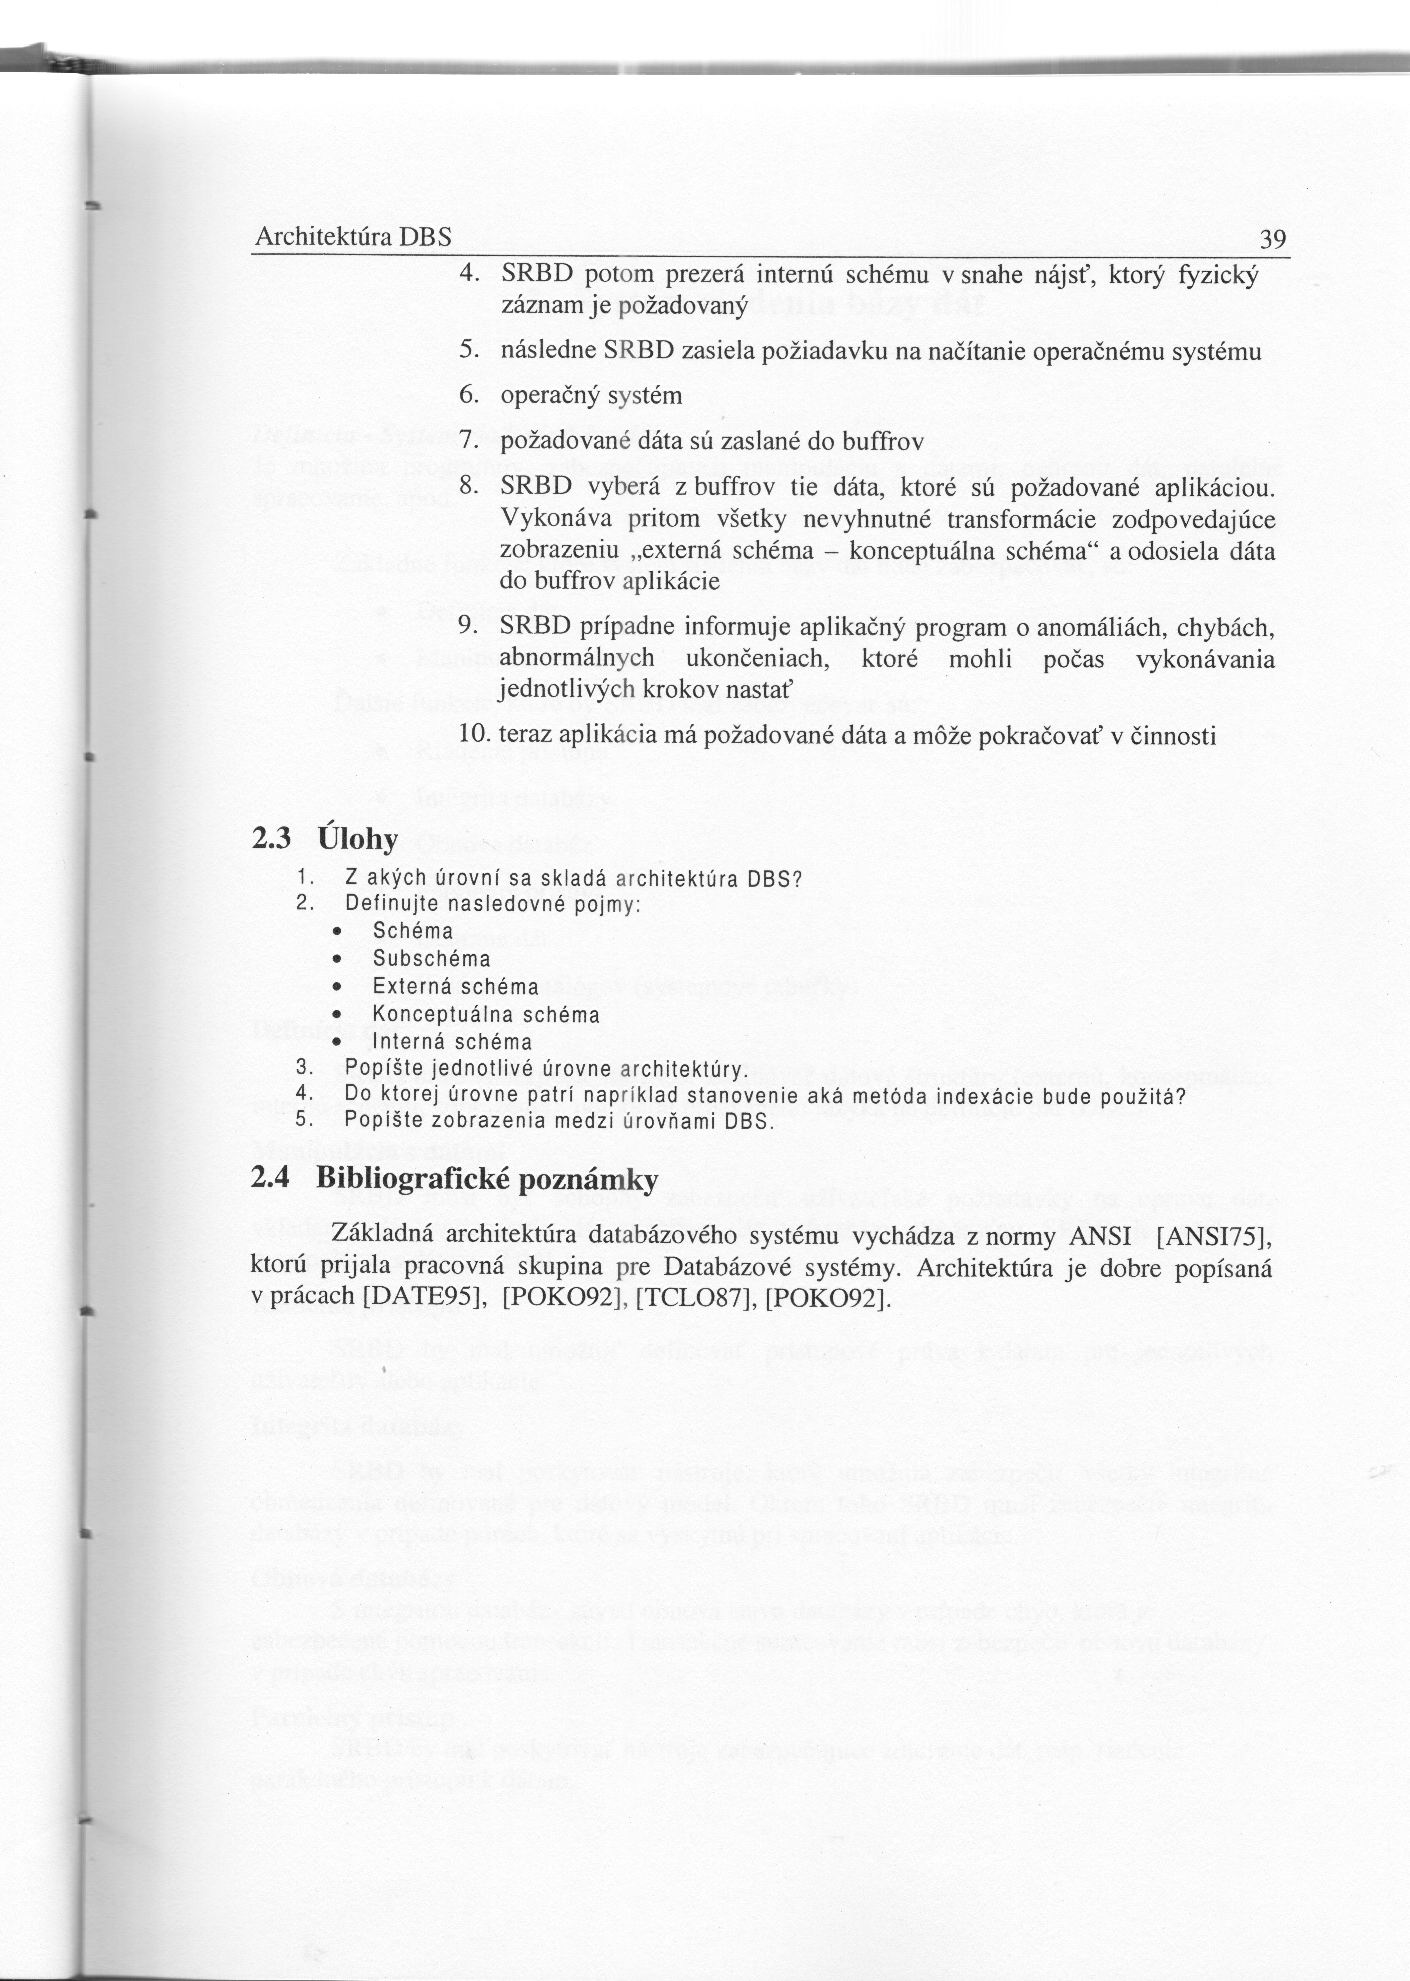 Architektúra DBS 39
4. SRBD potom prezerá internú schému v snahe nájsť, ktorý fyzický
záznam je požadovaný
5. následne SRBD zasiela požiadavku na načítanie operačnému systému
6. operačný systém
7. požadované dáta sú zaslané do buffrov
8. SRBD vyberá z buffrov tie dáta, ktoré sú požadované aplikáciou.
Vykonáva pritom všetky nevyhnutné transformácie zodpovedajúce
zobrazeniu „externá schéma – konceptuálna schéma“ a odosiela dáta
do buffrov aplikácie
9. SRBD prípadne informuje aplikačný program o anomáliách, chybách,
abnormálnych ukončeniach, ktoré mohli počas vykonávania
jednotlivých krokov nastať
10. teraz aplikácia má požadované dáta a môže pokračovať v činnosti
2.3 Úlohy
1. Z akých úrovní sa skladá architektúra DBS?
2. Definujte nasledovné pojmy:
• Schéma
• Subschéma
• Externá schéma
• Konceptuálna schéma
• Interná schéma
3. Popíšte jednotlivé úrovne architektúry.
4. Do ktorej úrovne patrí napríklad stanovenie aká metóda indexácie bude použitá?
5. Popíšte zobrazenia medzi úrovňami DBS.
2.4 Bibliografické poznámky
Základná architektúra databázového systému vychádza z normy ANSI [ANSI75],
ktorú prijala pracovná skupina pre Databázové systémy. Architektúra je dobre popísaná
v prácach [DATE95], [POKO92], [TCLO87], [POKO92].